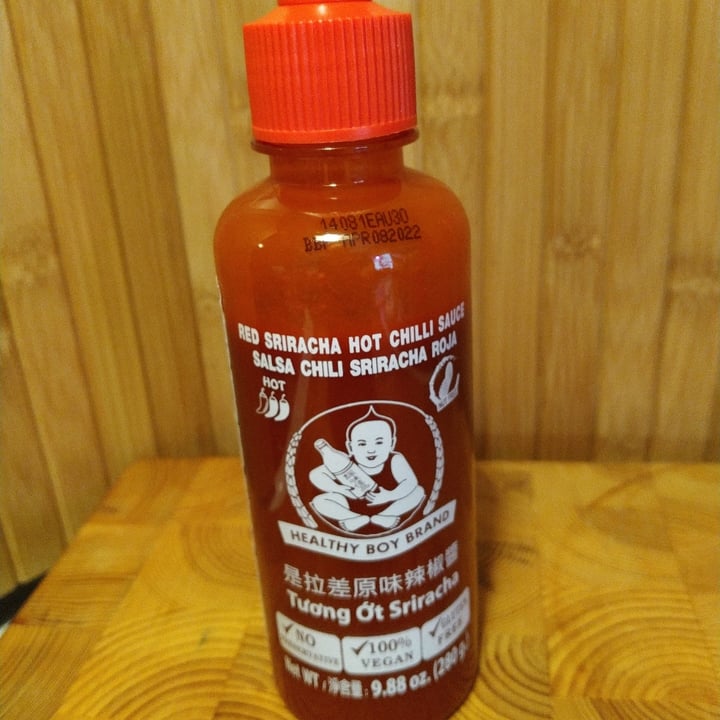 14081EAU30
BBF APR082022
RED SRIRACHA HOT CHILLI SAUCE
SALSA CHILI SRIRACHA ROJA
HOT
HEALTHY BOY BRAND
是拉差原味辣椒醬
Tương Ớt Sriracha
NO
PRESERVATIVE
100%
VEGAN
GLUTEN
FREE
Net WT / 淨含量: 9.88 oz. (280 g.)